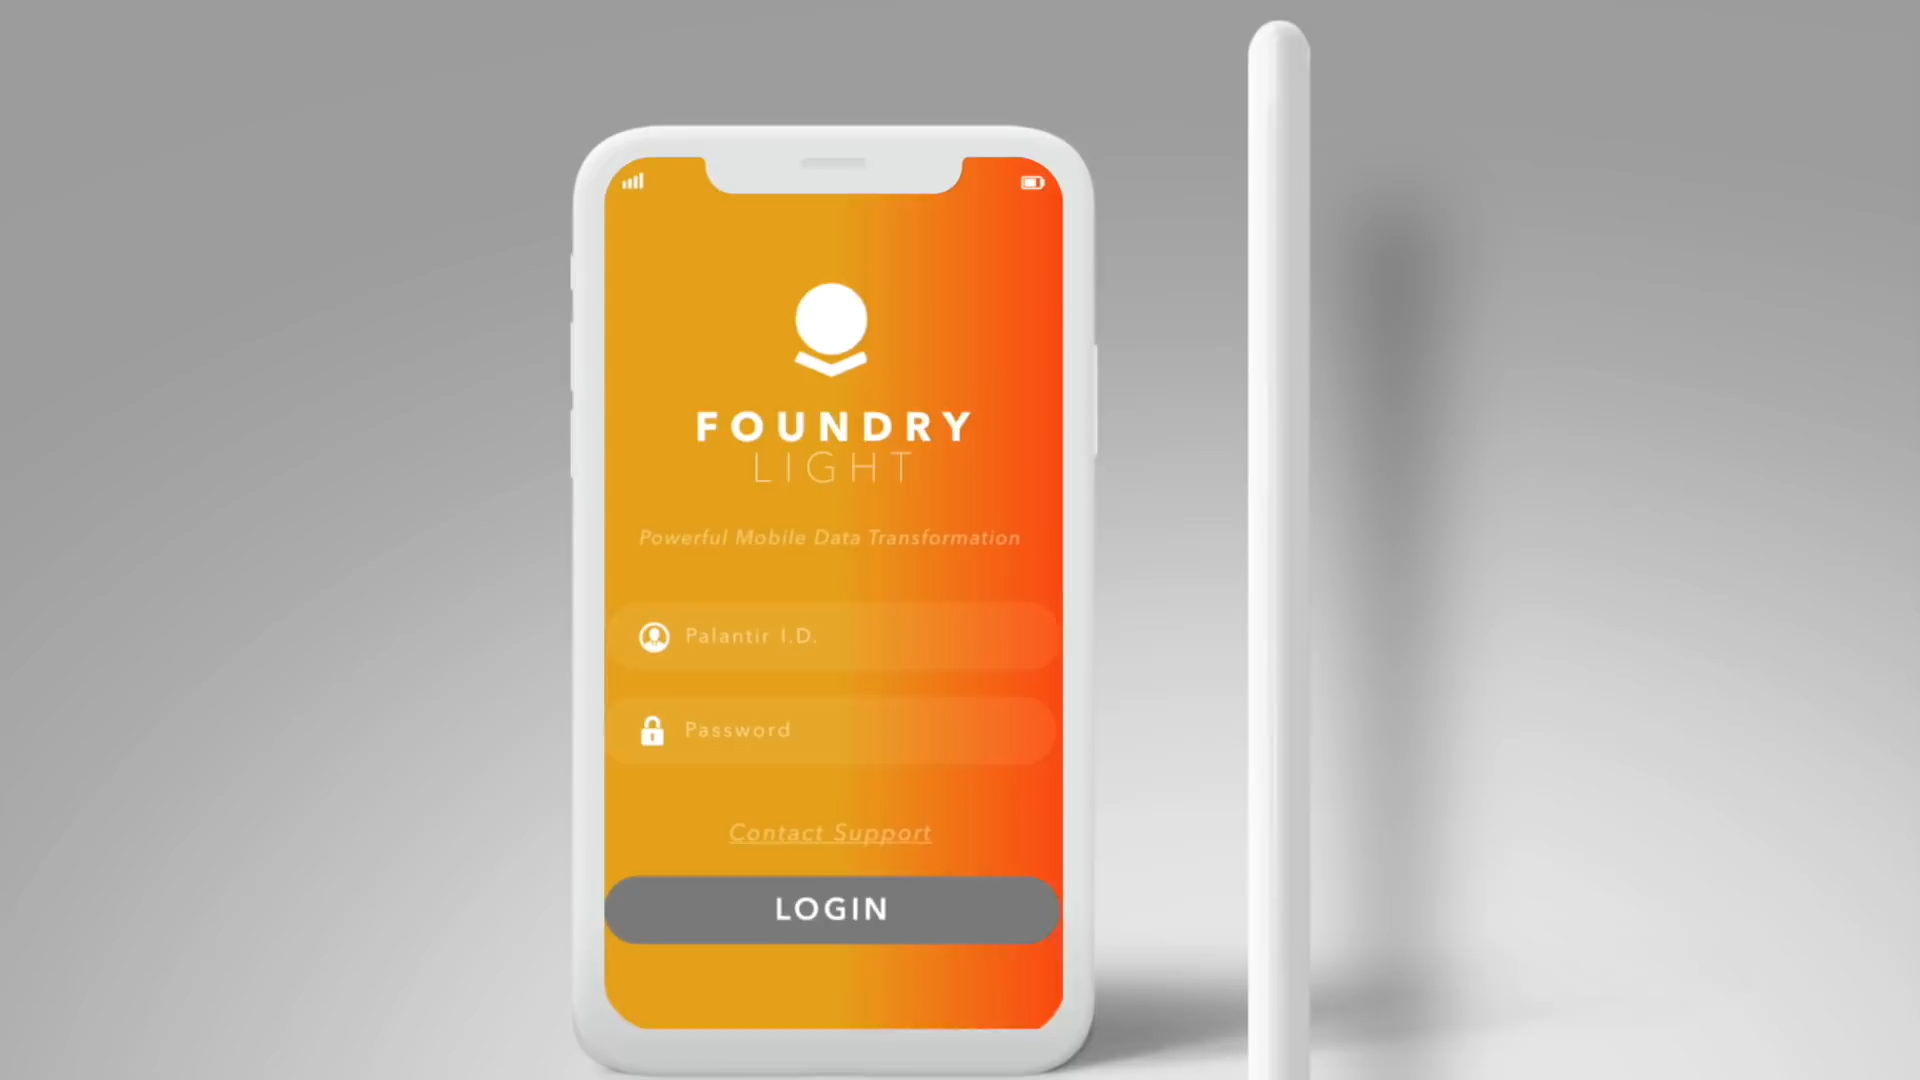 FOUNDRY
LIGHT
Powerful Mobile Data Transformation
Palantir I.D.
Password
Contact Support
LOGIN